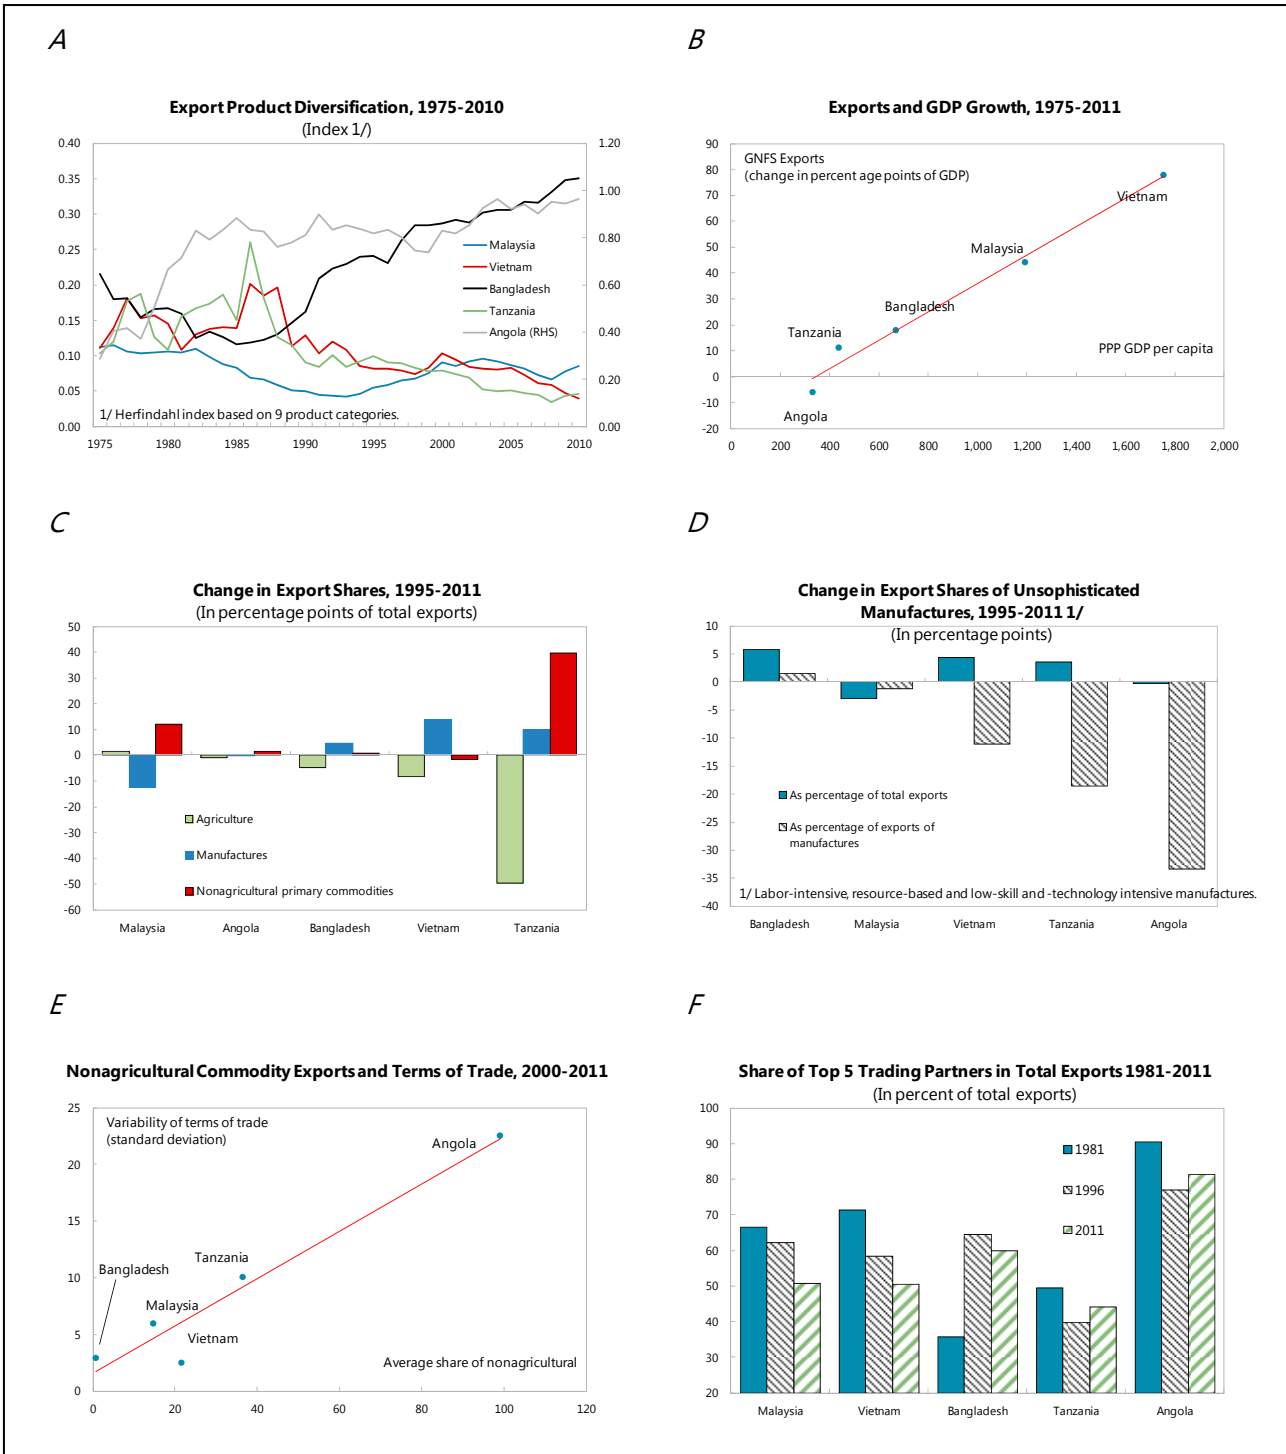 A
Export Product Diversification, 1975-2010
(Index 1/)
0.40
0.35
0.30
0.25
0.20
0.15
0.10
0.05
0.00
1.20
1.00
0.80
0.60
0.40
0.20
0.00
Malaysia
Vietnam
Bangladesh
Tanzania
Angola (RHS)
1/ Herfindahl index based on 9 product categories.
1975 1980 1985 1990 1995 2000 2005 2010
B
Exports and GDP Growth, 1975-2011
90
80
70
60
50
40
30
20
10
0
-10
-20
GNFS Exports
(change in percent age points of GDP)
Vietnam
Malaysia
Bangladesh
Tanzania
PPP GDP per capita
Angola
0 200 400 600 800 1,000 1,200 1,400 1,600 1,800 2,000
C
Change in Export Shares, 1995-2011
(In percentage points of total exports)
50
40
30
20
10
0
-10
-20
-30
-40
-50
-60
Agriculture
Manufactures
Nonagricultural primary commodities
Malaysia Angola Bangladesh Vietnam Tanzania
D
Change in Export Shares of Unsophisticated
Manufactures, 1995-2011 1/
(In percentage points)
10
5
0
-5
-10
-15
-20
-25
-30
-35
-40
As percentage of total exports
As percentage of exports of
manufactures
1/ Labor-intensive, resource-based and low-skill and -technology intensive manufactures.
Bangladesh Malaysia Vietnam Tanzania Angola
E
Nonagricultural Commodity Exports and Terms of Trade, 2000-2011
25
20
15
10
5
0
Variability of terms of trade
(standard deviation)
Angola
Tanzania
Bangladesh
Malaysia
Vietnam
Average share of nonagricultural
0 20 40 60 80 100 120
F
Share of Top 5 Trading Partners in Total Exports 1981-2011
(In percent of total exports)
100
90
80
70
60
50
40
30
20
1981
1996
2011
Malaysia Vietnam Bangladesh Tanzania Angola